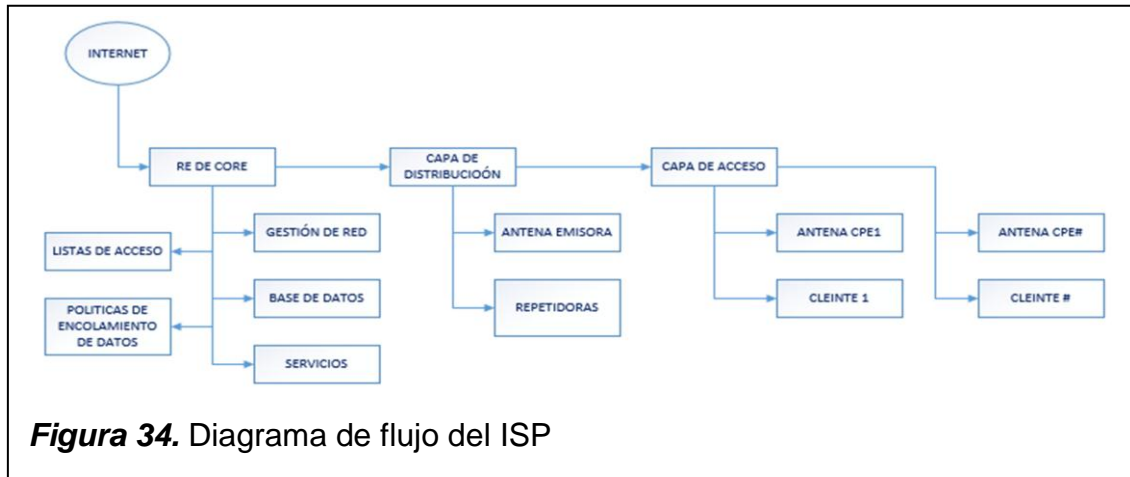 INTERNET
RE DE CORE
CAPA DE
DISTRIBUCIOÓN
CAPA DE ACCESO
LISTAS DE ACCESO
GESTIÓN DE RED
ANTENA EMISORA
ANTENA CPE1
ANTENA CPE#
POLITICAS DE
ENCOLAMIENTO
DE DATOS
BASE DE DATOS
REPETIDORAS
CLEINTE 1
CLEINTE #
SERVICIOS
Figura 34. Diagrama de flujo del ISP